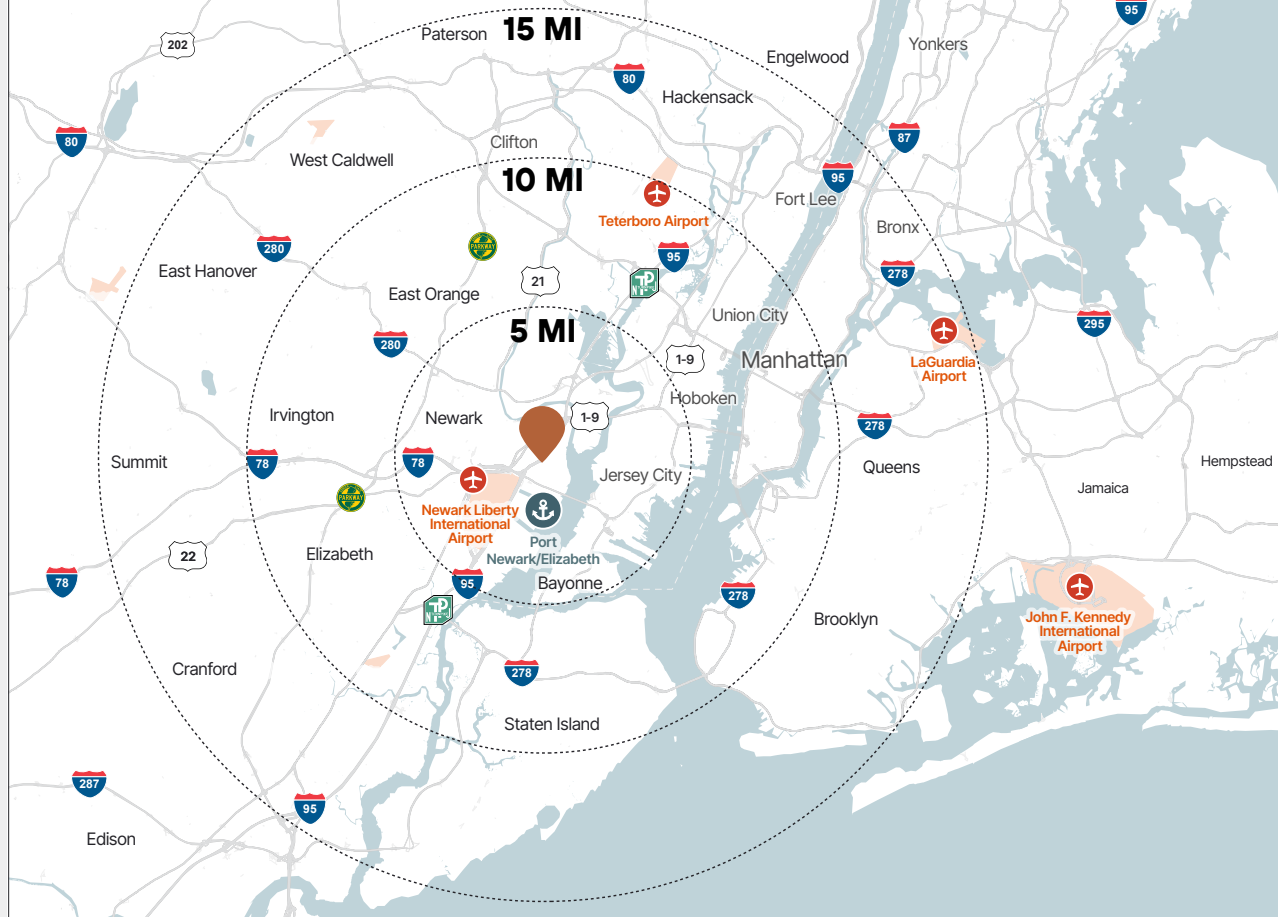 95
Paterson
15 MI
202
Yonkers
Engelwood
80
Hackensack
80
87
Clifton
West Caldwell
10 MI
95
Fort Lee
Teterboro Airport
Bronx
PARKWAY
280
95
East Hanover
278
21
East Orange
Union City
295
5 MI
280
1-9
Manhattan
LaGuardia
Airport
Hoboken
Irvington
Newark
1-9
278
Summit
78
78
Jersey City
Queens
Hempstead
Jamaica
PARKWAY
Newark Liberty
International
Airport
Port
Newark/Elizabeth
22
Elizabeth
78
95
Bayonne
278
Brooklyn
John F. Kennedy
International
Airport
Cranford
278
Staten Island
287
95
Edison